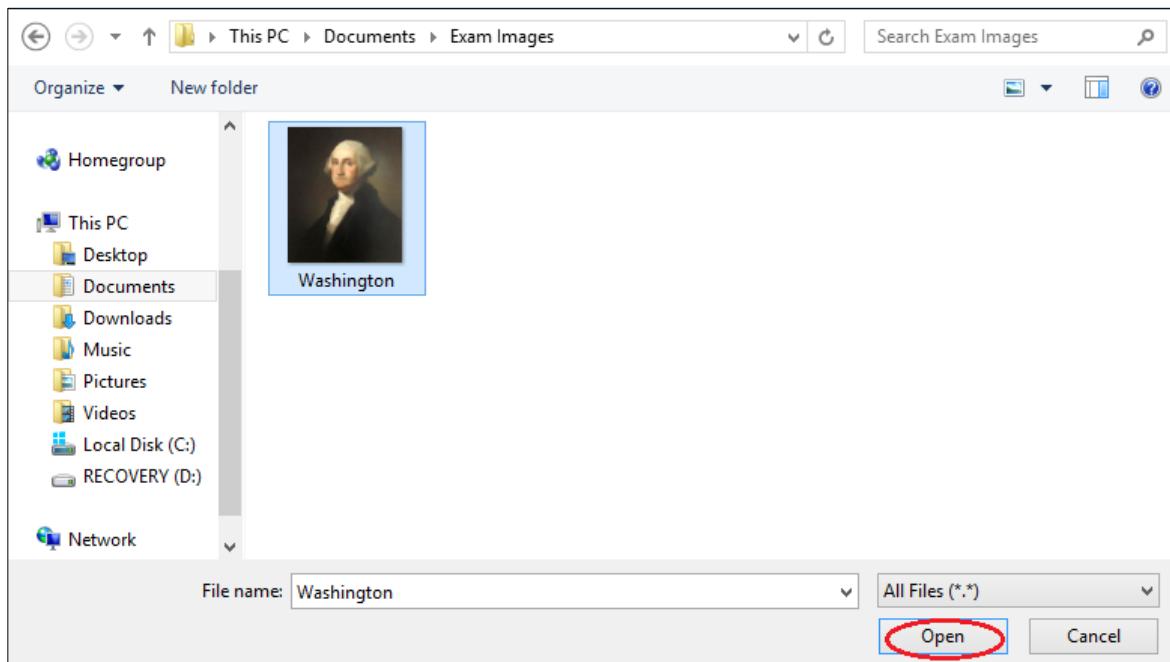 This PC Documents Exam Images
Search Exam Images
Organize
New folder
Homegroup
This PC
Desktop
Documents
Downloads
Music
Pictures
Videos
Local Disk (C:)
RECOVERY (D:)
Network
Washington
File name:
Washington
All Files (*.*)
Open
Cancel